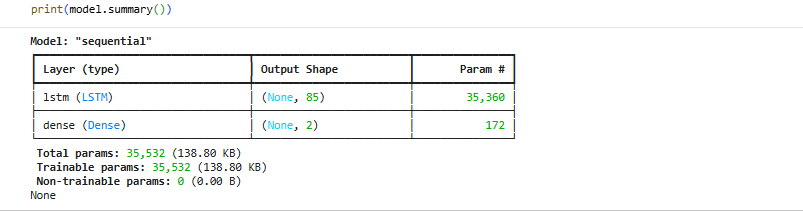 print(model.summary())
Model: "sequential"
Layer (type) Output Shape Param #
lstm (LSTM) (None, 85) 35,360
dense (Dense) (None, 2) 172
Total params: 35,532 (138.80 KB)
Trainable params: 35,532 (138.80 KB)
Non-trainable params: 0 (0.00 B)
None